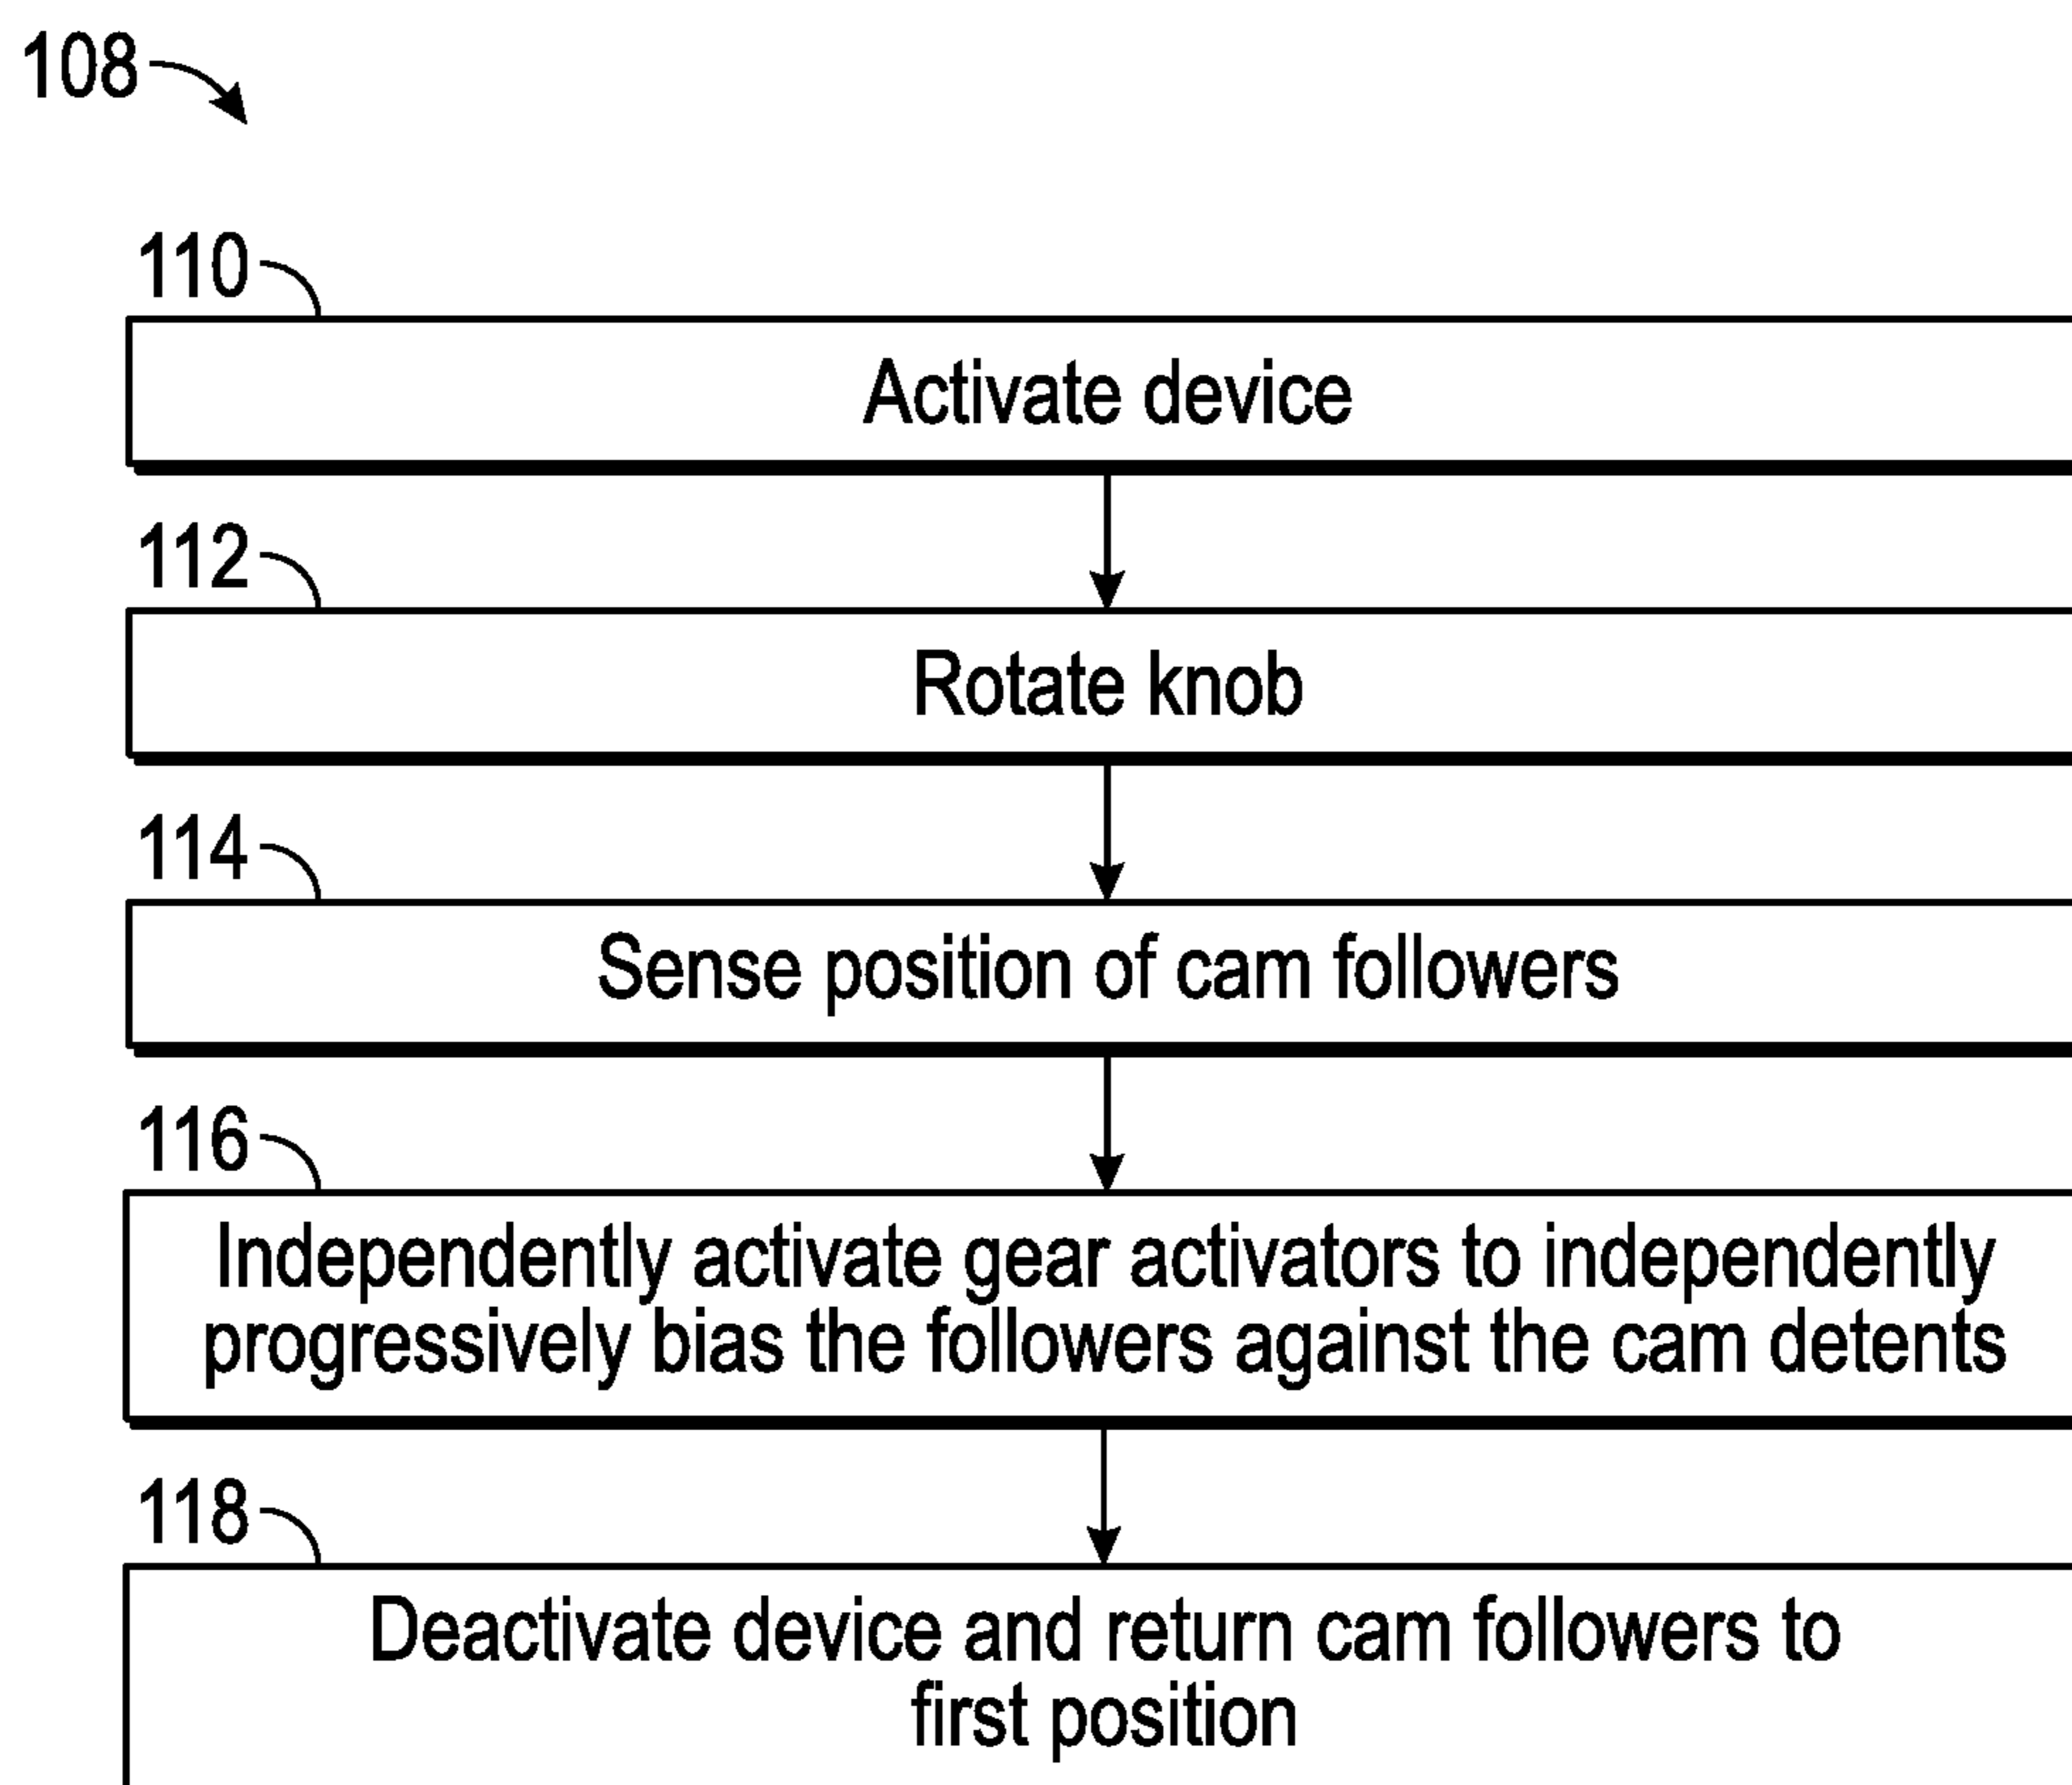 108
110
Activate device
112
Rotate knob
114
Sense position of cam followers
116
Independently activate gear activators to independently
progressively bias the followers against the cam detents
118
Deactivate device and return cam followers to
first position